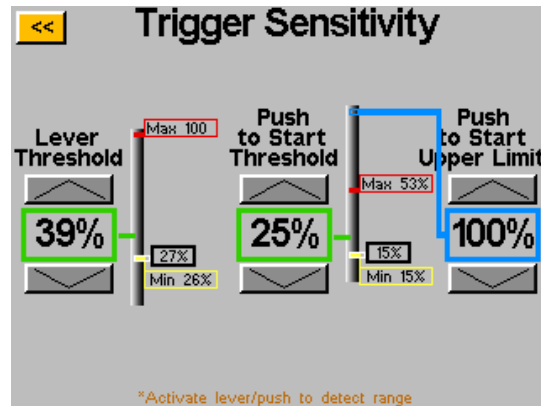 <<
Trigger Sensitivity
Lever
Threshold
39%
Max 100
27%
Min 26%
Push
to Start
Threshold
25%
Max 53%
15%
Min 15%
Push
to Start
Upper Limit
100%
*Activate lever/push to detect range